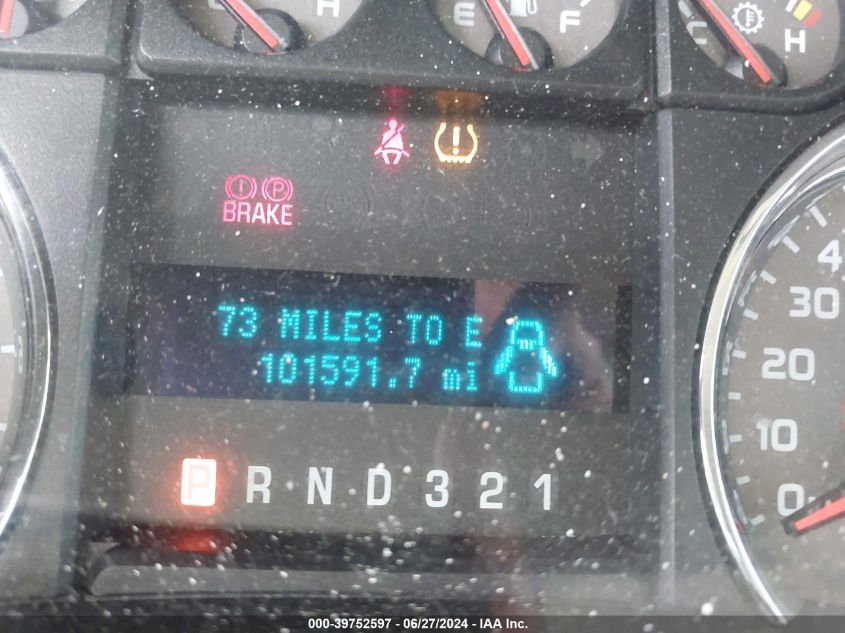 H
E
F
C
H
BRAKE
73 MILES TO E
101591.7 mi
P R N D 3 2 1
40
30
20
10
0
000-39752597 - 06/27/2024 - IAA, Inc.